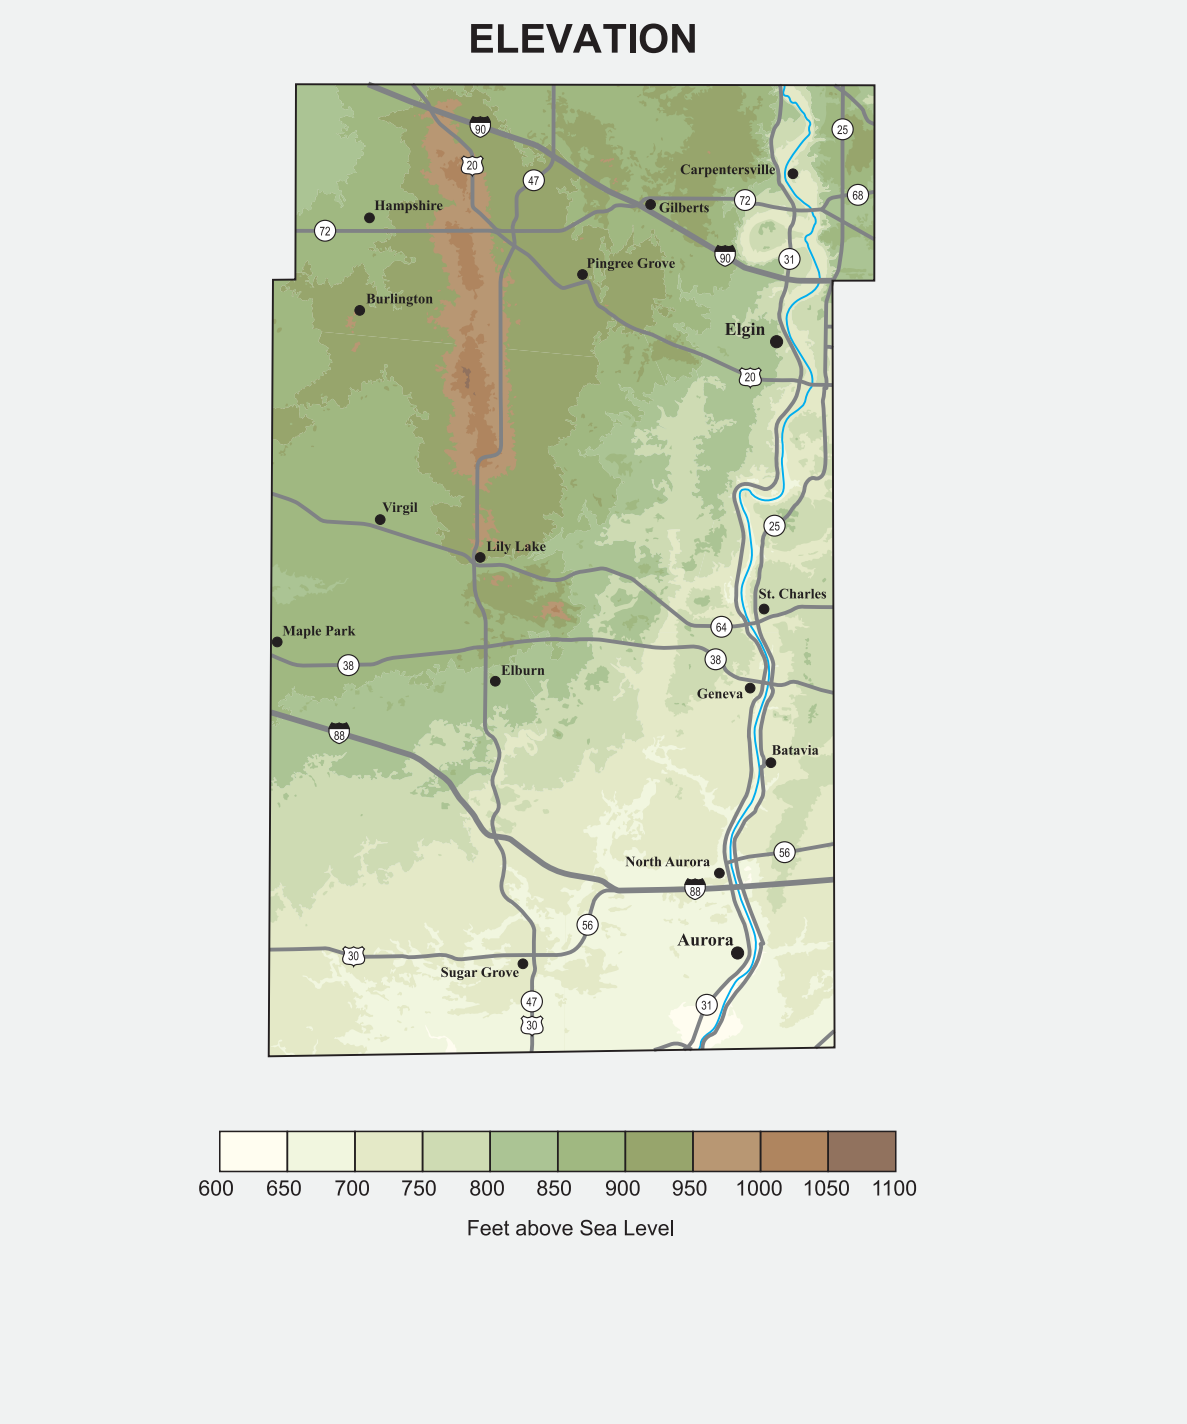 ELEVATION
90
25
20
Carpentersville
47
72
68
Hampshire
Gilberts
72
90
31
Pingree Grove
Burlington
Elgin
20
Virgil
25
Lily Lake
St. Charles
64
Maple Park
38
38
Elburn
Geneva
88
Batavia
56
North Aurora
88
56
Aurora
30
Sugar Grove
47
31
30
600 650 700 750 800 850 900 950 1000 1050 1100
Feet above Sea Level